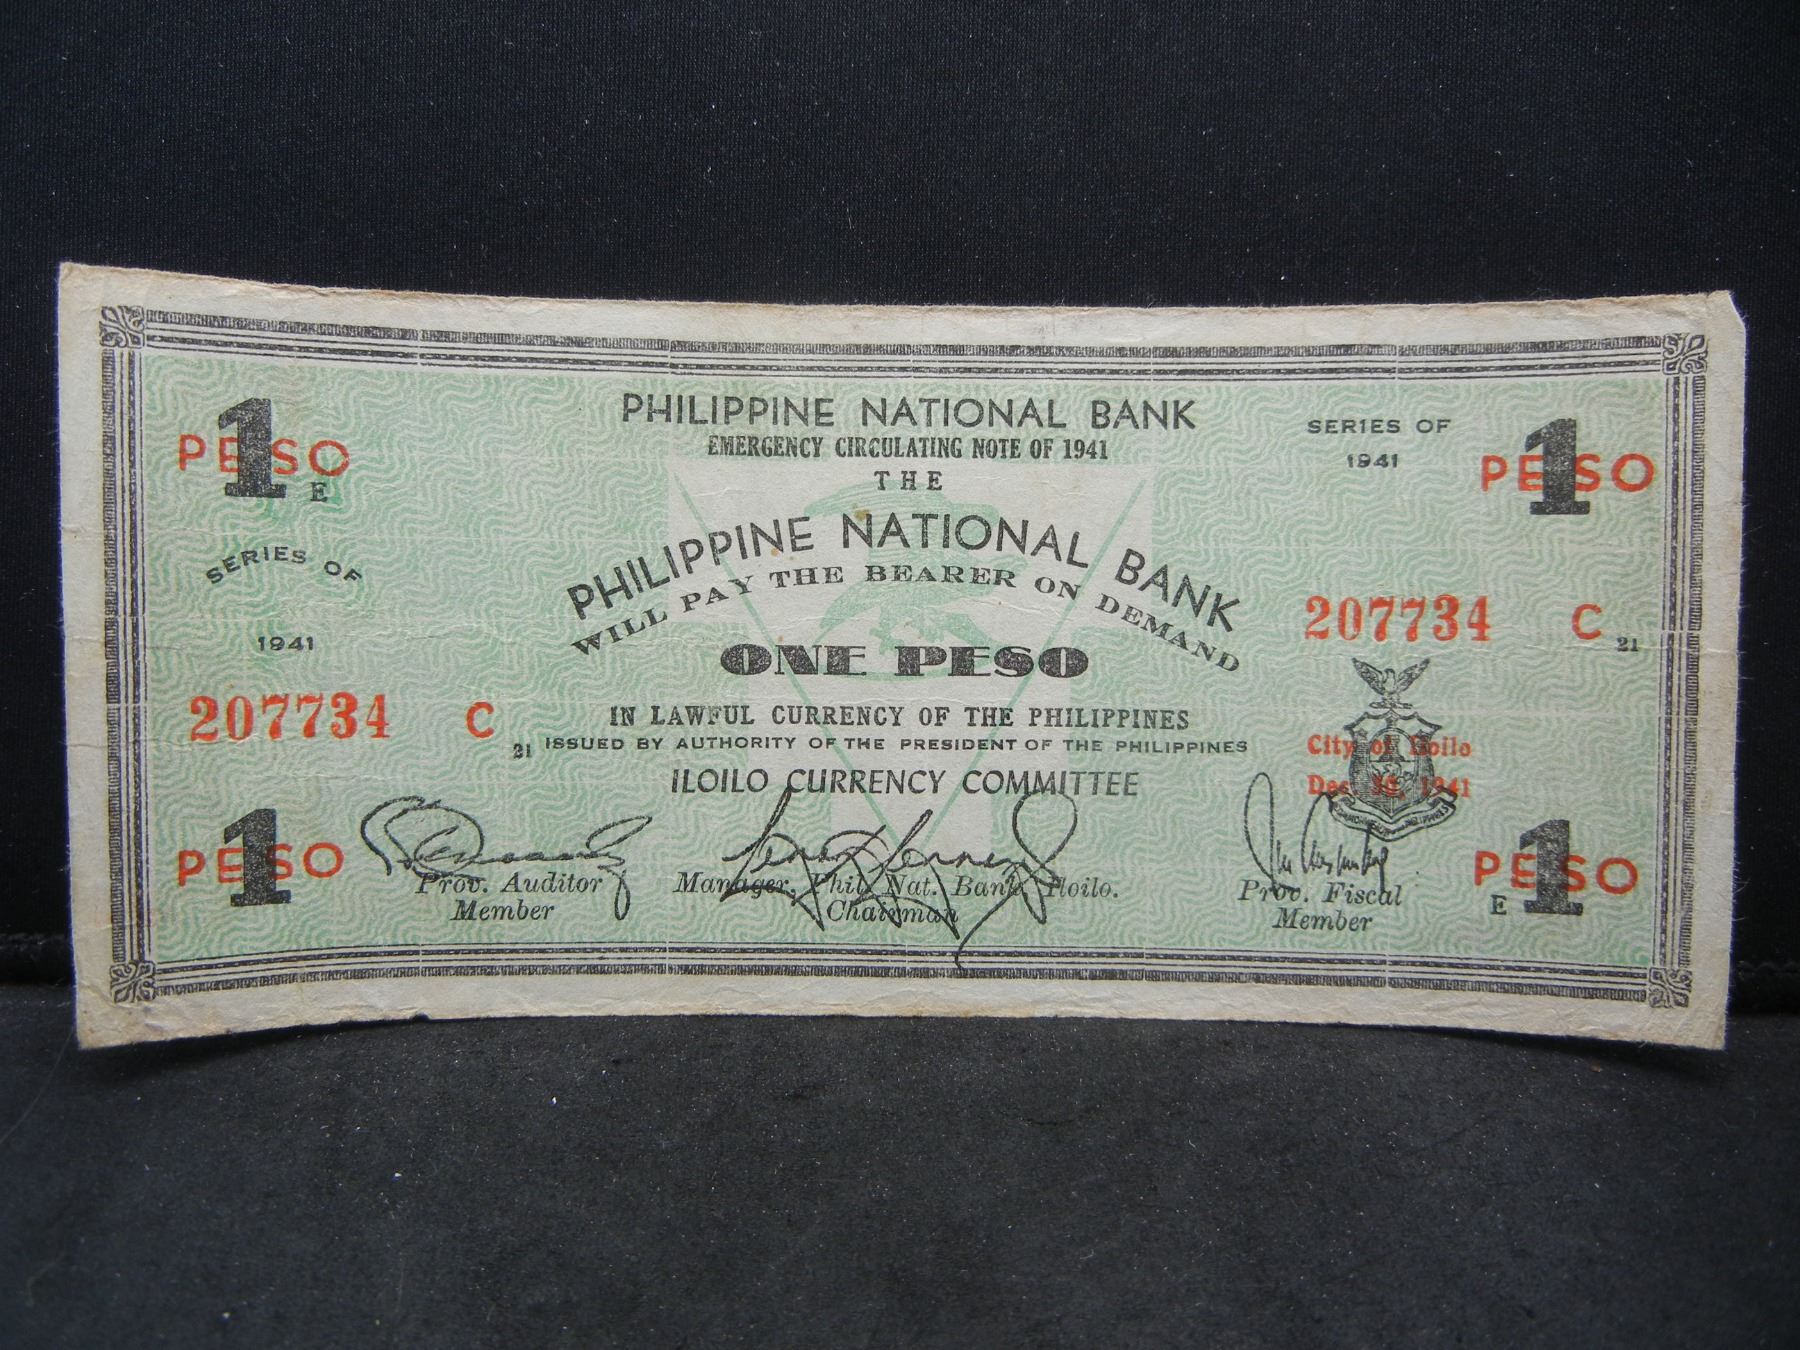 PHILIPPINE NATIONAL BANK
EMERGENCY CIRCULATING NOTE OF 1941
THE
PHILIPPINE NATIONAL BANK
WILL PAY THE BEARER ON DEMAND
ONE PESO
IN LAWFUL CURRENCY OF THE PHILIPPINES
ISSUED BY AUTHORITY OF THE PRESIDENT OF THE PHILIPPINES
ILOILO CURRENCY COMMITTEE
1
PESO
E
SERIES OF
1941
207734 C
21
1
PESO
Prov. Auditor
Member
Manager, Phil. Nat. Bank, Iloilo.
Chairman
SERIES OF
1941
1
PESO
207734 C
21
City of Iloilo
Dec. 1941
Prov. Fiscal
Member
1
PESO
E